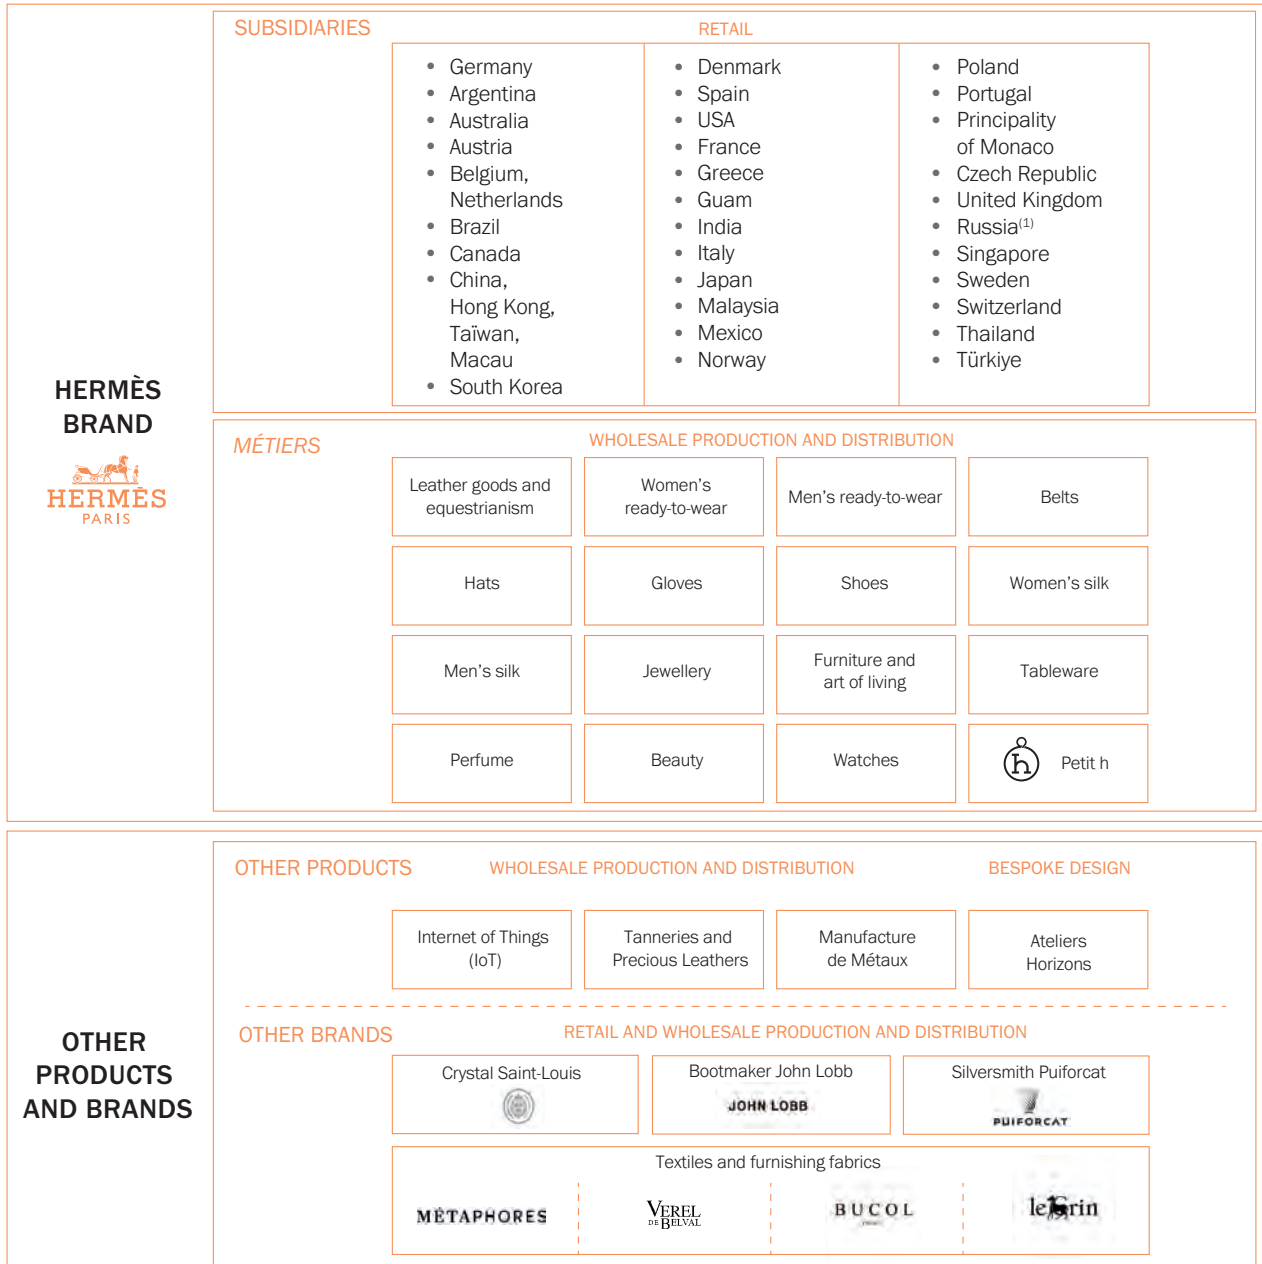 SUBSIDIARIES
RETAIL
• Germany
• Argentina
• Australia
• Austria
• Belgium,
Netherlands
• Brazil
• Canada
• China,
Hong Kong,
Taïwan,
Macau
• South Korea
• Denmark
• Spain
• USA
• France
• Greece
• Guam
• India
• Italy
• Japan
• Malaysia
• Mexico
• Norway
• Poland
• Portugal
• Principality
of Monaco
• Czech Republic
• United Kingdom
• Russia(1)
• Singapore
• Sweden
• Switzerland
• Thailand
• Türkiye
HERMÈS
BRAND
HERMÈS
PARIS
MÉTIERS
WHOLESALE PRODUCTION AND DISTRIBUTION
Leather goods and
equestrianism
Women's
ready-to-wear
Men's ready-to-wear
Belts
Hats
Gloves
Shoes
Women's silk
Men's silk
Jewellery
Furniture and
art of living
Tableware
Perfume
Beauty
Watches
h
Petit h
OTHER
PRODUCTS
AND BRANDS
OTHER PRODUCTS
WHOLESALE PRODUCTION AND DISTRIBUTION
BESPOKE DESIGN
Internet of Things
(IoT)
Tanneries and
Precious Leathers
Manufacture
de Métaux
Ateliers
Horizons
OTHER BRANDS
RETAIL AND WHOLESALE PRODUCTION AND DISTRIBUTION
Crystal Saint-Louis
Bootmaker John Lobb
JOHN LOBB
Silversmith Puiforcat
PUIFORCAT
Textiles and furnishing fabrics
MÉTAPHORES
VEREL
DE BELVAL
BUCOL
le Crin